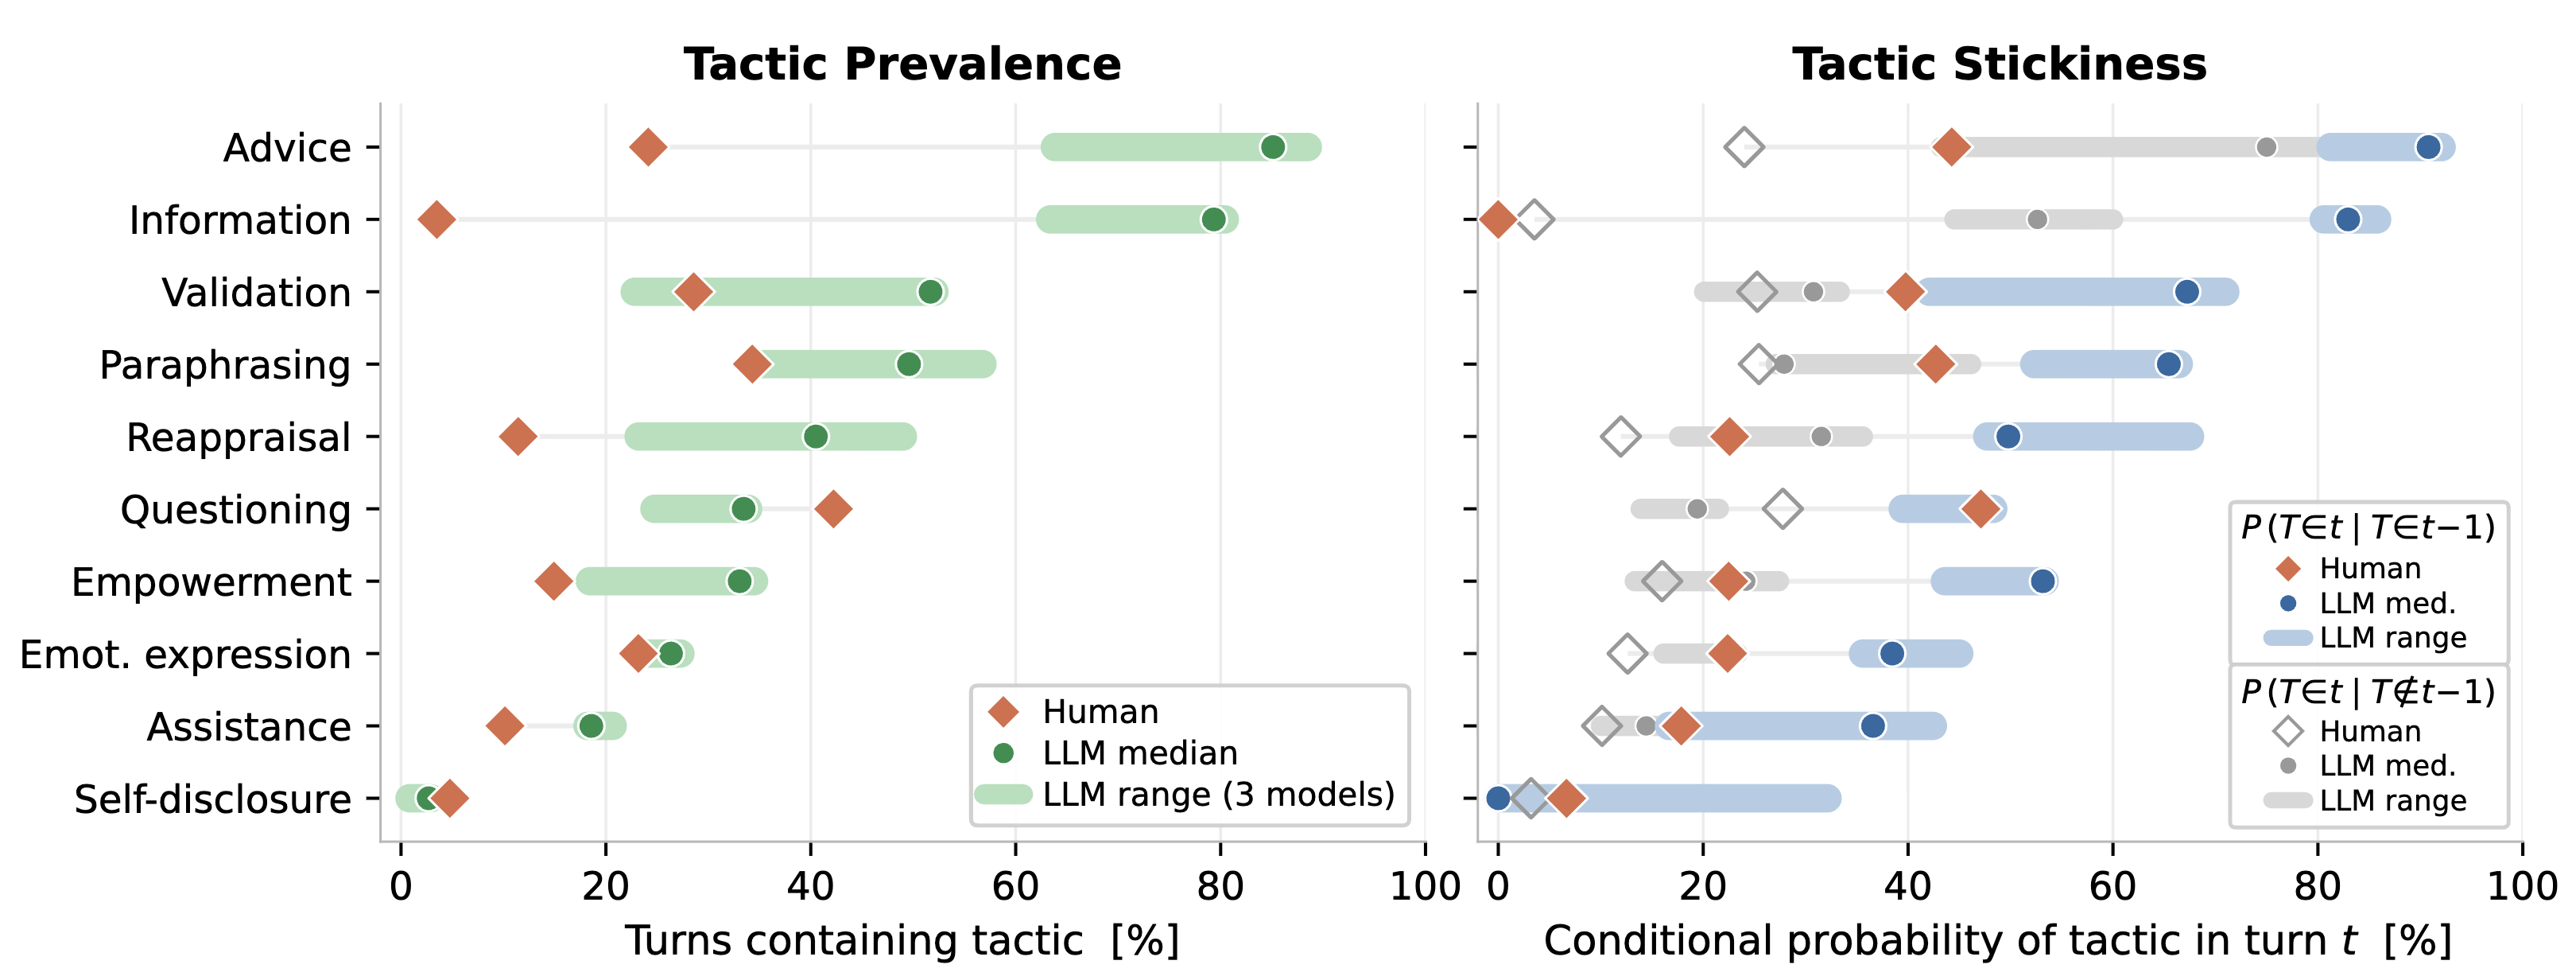 Tactic Prevalence
Advice
Information
Validation
Paraphrasing
Reappraisal
Questioning
Empowerment
Emot. expression
Assistance
Self-disclosure
Human
LLM median
LLM range (3 models)
0 20 40 60 80 100
Turns containing tactic [%]
Tactic Stickiness
P(T∈t | T∈t−1)
Human
LLM med.
LLM range
P(T∈t | T∉t−1)
Human
LLM med.
LLM range
0 20 40 60 80 100
Conditional probability of tactic in turn t [%]